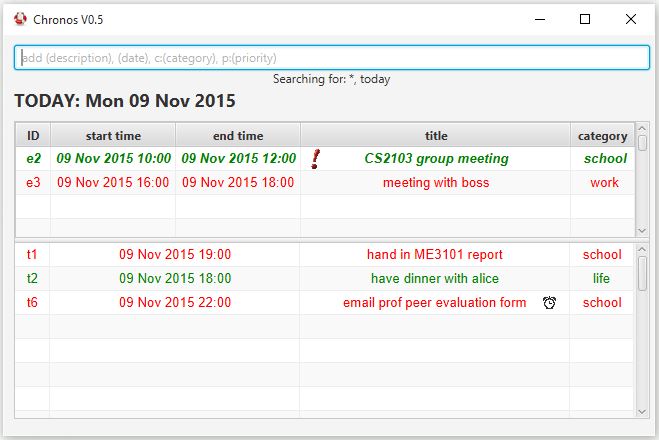 Chronos V0.5
add (description), (date), c:(category), p:(priority)
Searching for: *, today
TODAY: Mon 09 Nov 2015
ID start time end time title category
e2 09 Nov 2015 10:00 09 Nov 2015 12:00 CS2103 group meeting school
e3 09 Nov 2015 16:00 09 Nov 2015 18:00 meeting with boss work
t1 09 Nov 2015 19:00 hand in ME3101 report school
t2 09 Nov 2015 18:00 have dinner with alice life
t6 09 Nov 2015 22:00 email prof peer evaluation form school